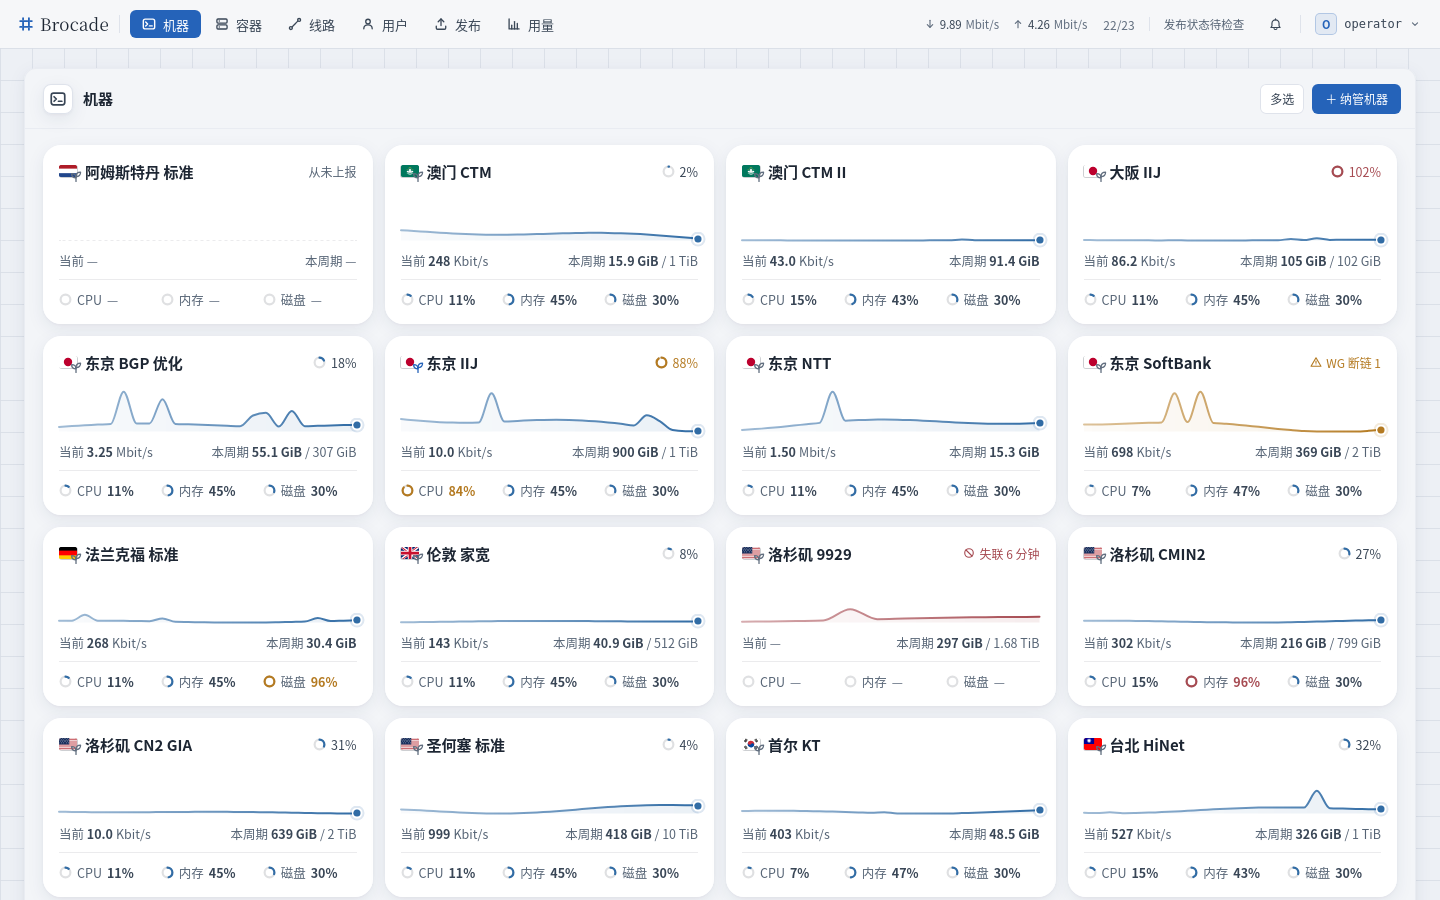 Brocade 机器 容器 线路 用户 发布 用量 ↓ 9.89 Mbit/s ↑ 4.26 Mbit/s 22/23 发布状态待检查 O operator
机器 多选 + 纳管机器
阿姆斯特丹 标准 从未上报
当前 — 本周期 —
CPU — 内存 — 磁盘 —
澳门 CTM 2%
当前 248 Kbit/s 本周期 15.9 GiB / 1 TiB
CPU 11% 内存 45% 磁盘 30%
澳门 CTM II
当前 43.0 Kbit/s 本周期 91.4 GiB
CPU 15% 内存 43% 磁盘 30%
大阪 IIJ 102%
当前 86.2 Kbit/s 本周期 105 GiB / 102 GiB
CPU 11% 内存 45% 磁盘 30%
东京 BGP 优化 18%
当前 3.25 Mbit/s 本周期 55.1 GiB / 307 GiB
CPU 11% 内存 45% 磁盘 30%
东京 IIJ 88%
当前 10.0 Kbit/s 本周期 900 GiB / 1 TiB
CPU 84% 内存 45% 磁盘 30%
东京 NTT
当前 1.50 Mbit/s 本周期 15.3 GiB
CPU 11% 内存 45% 磁盘 30%
东京 SoftBank WG 断链 1
当前 698 Kbit/s 本周期 369 GiB / 2 TiB
CPU 7% 内存 47% 磁盘 30%
法兰克福 标准
当前 268 Kbit/s 本周期 30.4 GiB
CPU 11% 内存 45% 磁盘 96%
伦敦 家宽 8%
当前 143 Kbit/s 本周期 40.9 GiB / 512 GiB
CPU 11% 内存 45% 磁盘 30%
洛杉矶 9929 失联 6 分钟
当前 — 本周期 297 GiB / 1.68 TiB
CPU — 内存 — 磁盘 —
洛杉矶 CMIN2 27%
当前 302 Kbit/s 本周期 216 GiB / 799 GiB
CPU 15% 内存 96% 磁盘 30%
洛杉矶 CN2 GIA 31%
当前 10.0 Kbit/s 本周期 639 GiB / 2 TiB
CPU 11% 内存 45% 磁盘 30%
圣何塞 标准 4%
当前 999 Kbit/s 本周期 418 GiB / 10 TiB
CPU 11% 内存 45% 磁盘 30%
首尔 KT
当前 403 Kbit/s 本周期 48.5 GiB
CPU 7% 内存 47% 磁盘 30%
台北 HiNet 32%
当前 527 Kbit/s 本周期 326 GiB / 1 TiB
CPU 15% 内存 43% 磁盘 30%